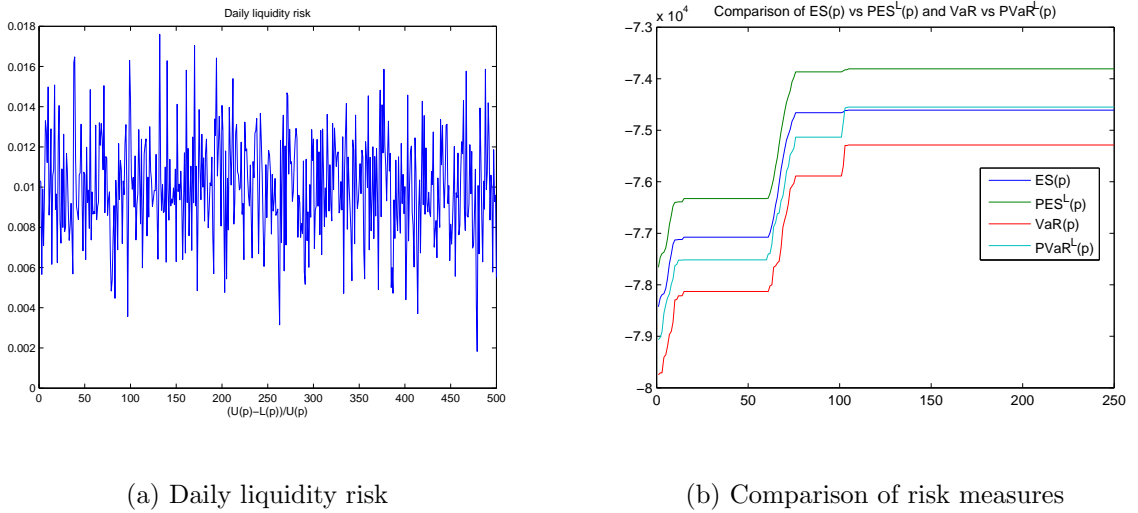 Daily liquidity risk
0.018
0.016
0.014
0.012
0.01
0.008
0.006
0.004
0.002
0
0 50 100 150 200 250 300 350 400 450 500
(U(p)−L(p))/U(p)
(a) Daily liquidity risk
Comparison of ES(p) vs PES^L(p) and VaR vs PVaR^L(p)
x 10^4
−7.3
−7.4
−7.5
−7.6
−7.7
−7.8
−7.9
−8
0 50 100 150 200 250
ES(p)
PES^L(p)
VaR(p)
PVaR^L(p)
(b) Comparison of risk measures